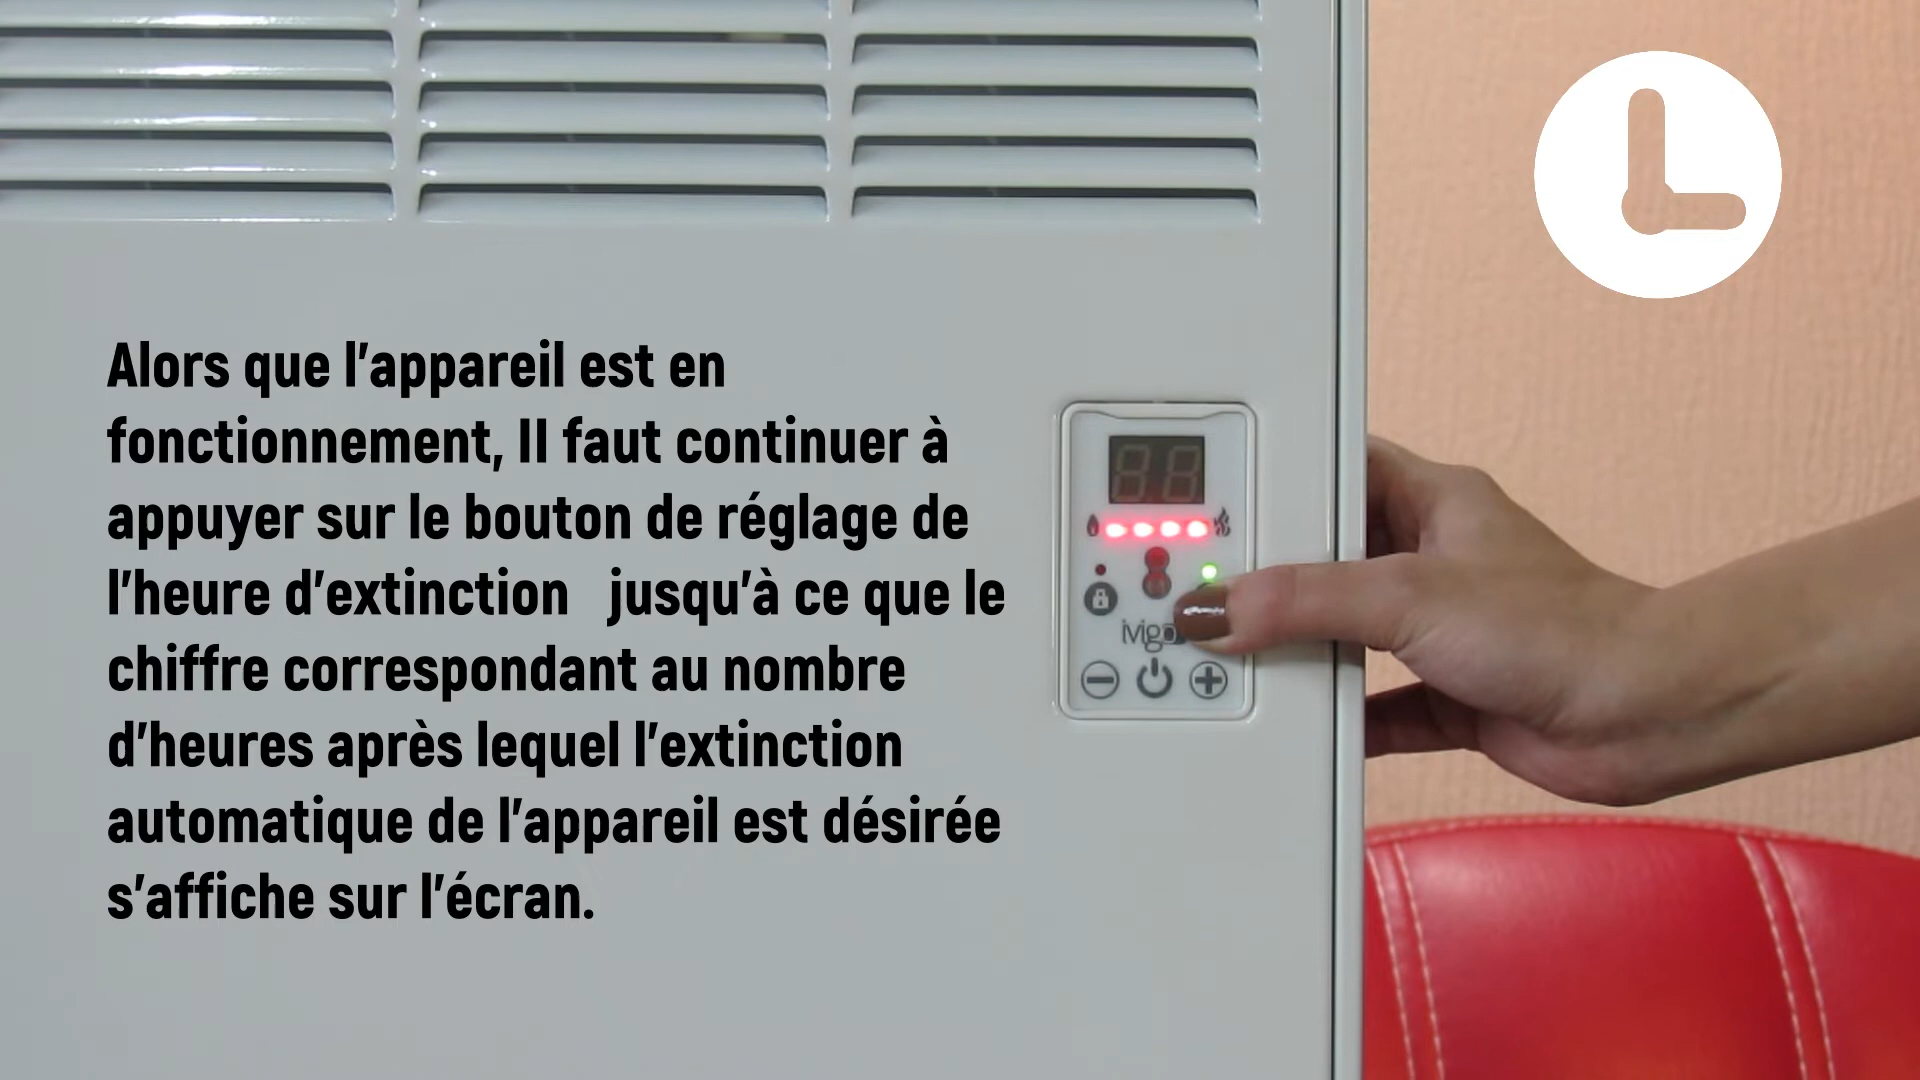 Alors que l'appareil est en
fonctionnement, Il faut continuer à
appuyer sur le bouton de réglage de
l'heure d'extinction   jusqu'à ce que le
chiffre correspondant au nombre
d'heures après lequel l'extinction
automatique de l'appareil est désirée
s'affiche sur l'écran.